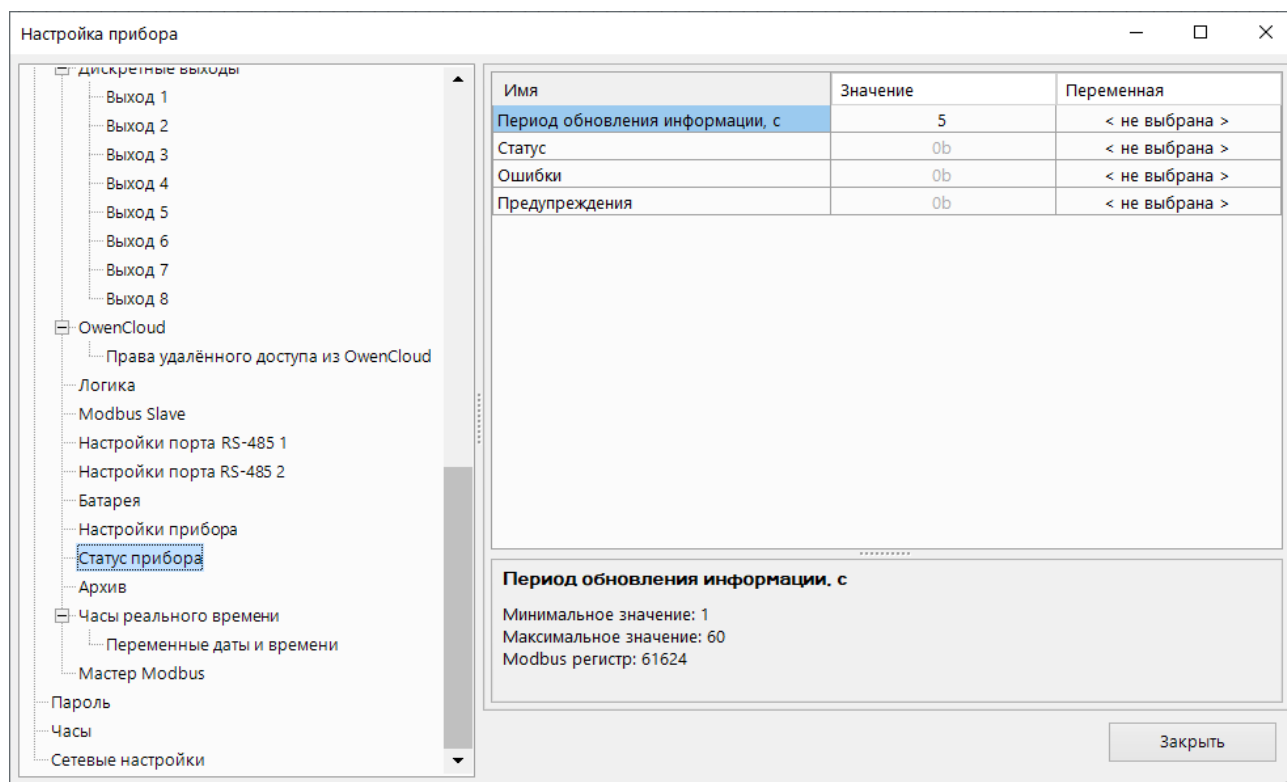 Настройка прибора
Дискретные выходы
Выход 1
Выход 2
Выход 3
Выход 4
Выход 5
Выход 6
Выход 7
Выход 8
OwenCloud
Права удалённого доступа из OwenCloud
Логика
Modbus Slave
Настройки порта RS-485 1
Настройки порта RS-485 2
Батарея
Настройки прибора
Статус прибора
Архив
Часы реального времени
Переменные даты и времени
Мастер Modbus
Пароль
Часы
Сетевые настройки
Имя Значение Переменная
Период обновления информации, с 5 < не выбрана >
Статус 0b < не выбрана >
Ошибки 0b < не выбрана >
Предупреждения 0b < не выбрана >
Период обновления информации, с
Минимальное значение: 1
Максимальное значение: 60
Modbus регистр: 61624
Закрыть